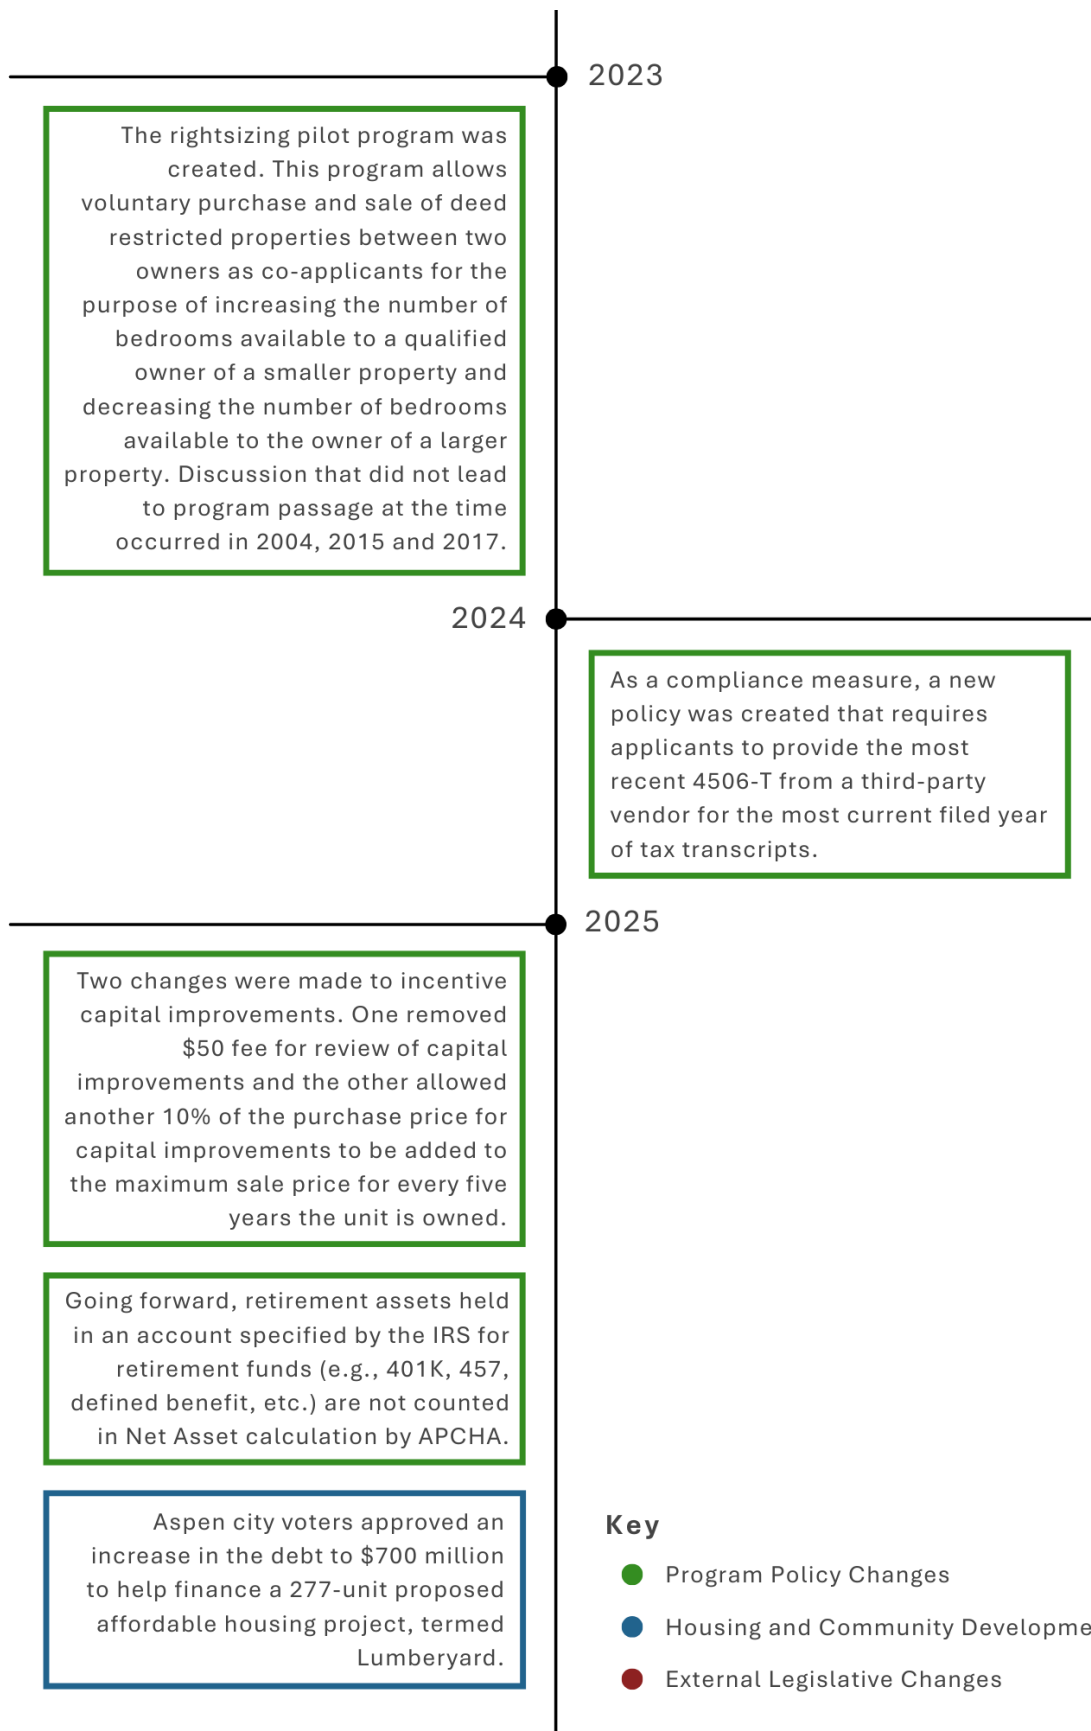 2023
The rightsizing pilot program was
created. This program allows
voluntary purchase and sale of deed
restricted properties between two
owners as co-applicants for the
purpose of increasing the number of
bedrooms available to a qualified
owner of a smaller property and
decreasing the number of bedrooms
available to the owner of a larger
property. Discussion that did not lead
to program passage at the time
occurred in 2004, 2015 and 2017.
2024
As a compliance measure, a new
policy was created that requires
applicants to provide the most
recent 4506-T from a third-party
vendor for the most current filed year
of tax transcripts.
2025
Two changes were made to incentive
capital improvements. One removed
$50 fee for review of capital
improvements and the other allowed
another 10% of the purchase price for
capital improvements to be added to
the maximum sale price for every five
years the unit is owned.
Going forward, retirement assets held
in an account specified by the IRS for
retirement funds (e.g., 401K, 457,
defined benefit, etc.) are not counted
in Net Asset calculation by APCHA.
Aspen city voters approved an
increase in the debt to $700 million
to help finance a 277-unit proposed
affordable housing project, termed
Lumberyard.
Key
Program Policy Changes
Housing and Community Developme
External Legislative Changes